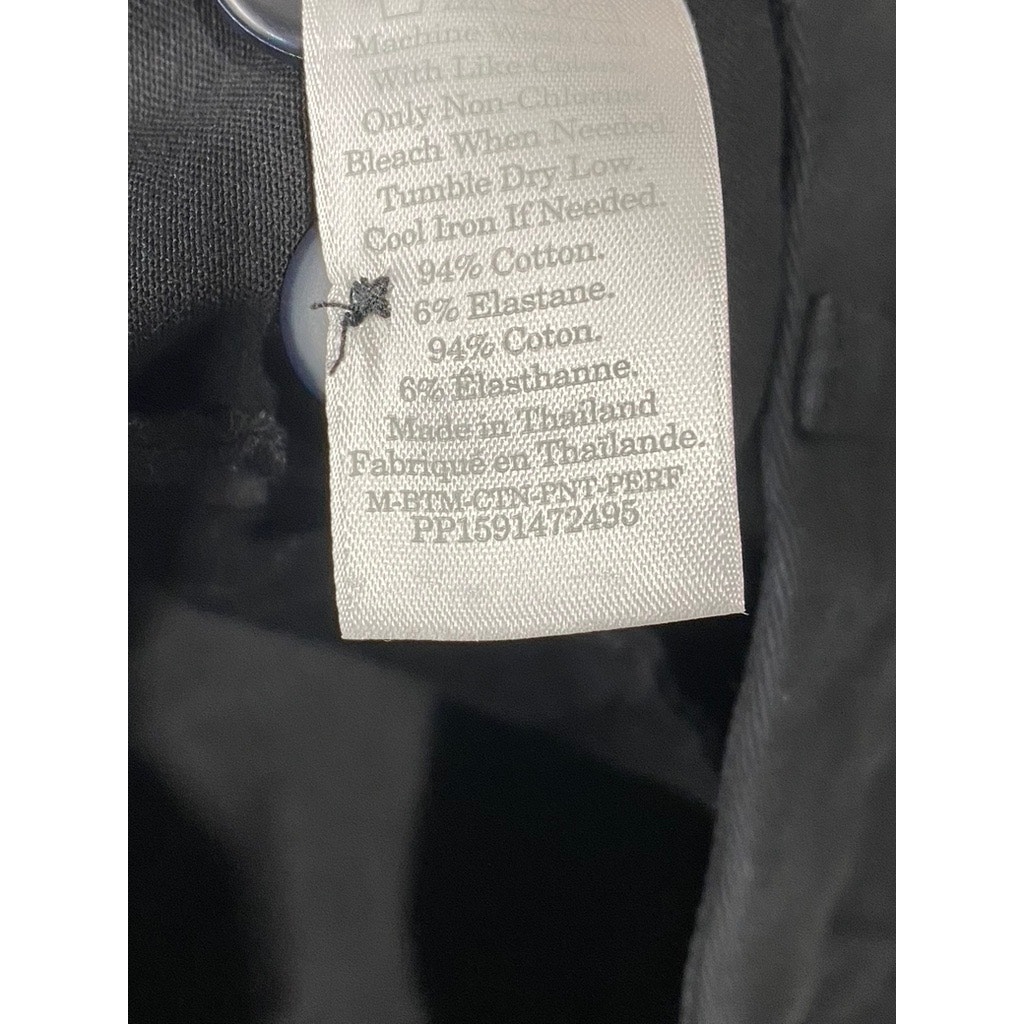 Machine Wash Cold
With Like Colors.
Only Non-Chlorine
Bleach When Needed.
Tumble Dry Low.
Cool Iron If Needed.
94% Cotton.
6% Elastane.
94% Coton.
6% Élasthanne.
Made in Thailand
Fabriqué en Thaïlande.
M-BTM-CTN-PNT-PERF
PP1591472495